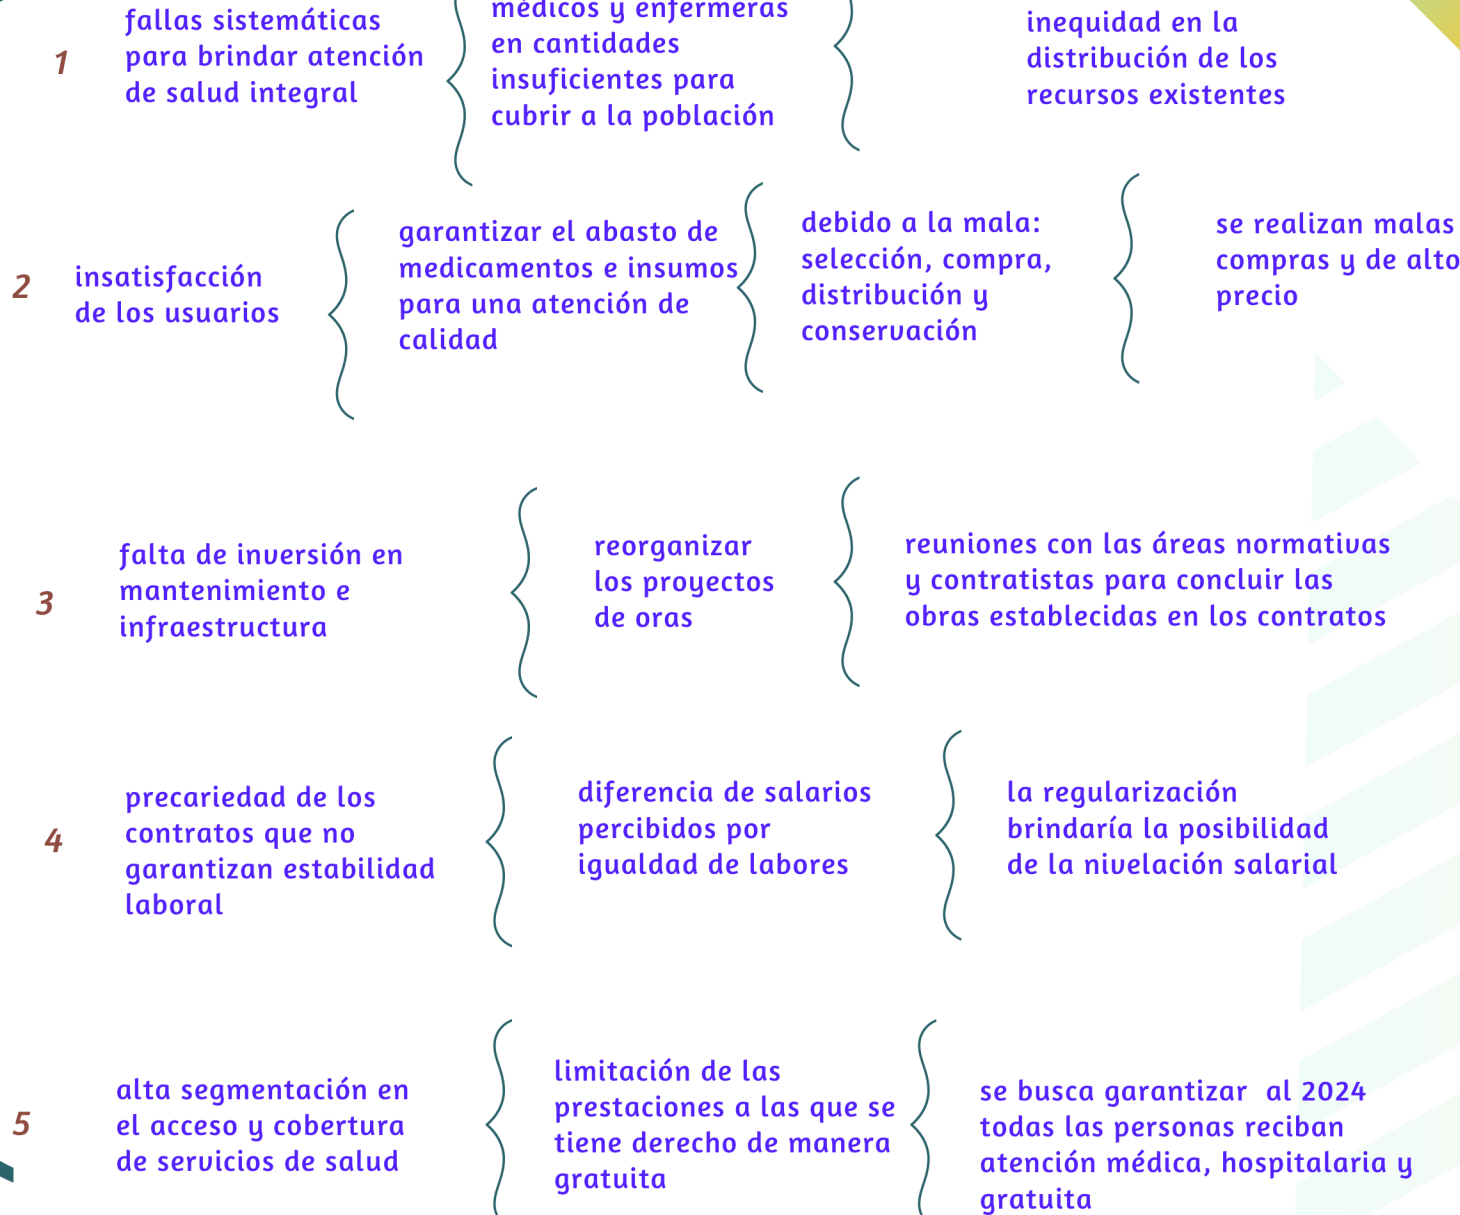 1
fallas sistemáticas
para brindar atención
de salud integral
médicos y enfermeras
en cantidades
insuficientes para
cubrir a la población
inequidad en la
distribución de los
recursos existentes
2
insatisfacción
de los usuarios
garantizar el abasto de
medicamentos e insumos
para una atención de
calidad
debido a la mala:
selección, compra,
distribución y
conservación
se realizan malas
compras y de alto
precio
3
falta de inversión en
mantenimiento e
infraestructura
reorganizar
los proyectos
de oras
reuniones con las áreas normativas
y contratistas para concluir las
obras establecidas en los contratos
4
precariedad de los
contratos que no
garantizan estabilidad
laboral
diferencia de salarios
percibidos por
igualdad de labores
la regularización
brindaría la posibilidad
de la nivelación salarial
5
alta segmentación en
el acceso y cobertura
de servicios de salud
limitación de las
prestaciones a las que se
tiene derecho de manera
gratuita
se busca garantizar  al 2024
todas las personas reciban
atención médica, hospitalaria y
gratuita